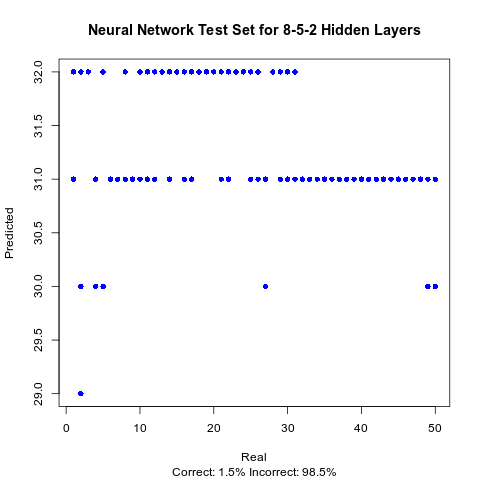 Neural Network Test Set for 8-5-2 Hidden Layers
Predicted
32.0
31.5
31.0
30.5
30.0
29.5
29.0
0 10 20 30 40 50
Real
Correct: 1.5% Incorrect: 98.5%